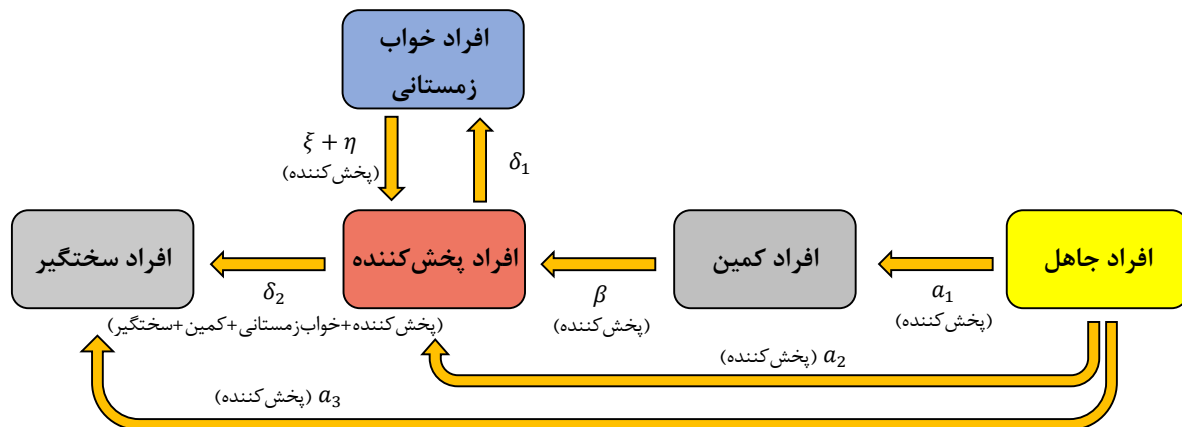 افراد خواب
زمستانی
ξ + η
(پخش‌کننده)
δ₁
افراد جاهل
افراد کمین
افراد پخش‌کننده
افراد سختگیر
a₁
(پخش‌کننده)
β
(پخش‌کننده)
δ₂
(پخش‌کننده+خواب‌زمستانی+کمین+سختگیر)
a₂ (پخش‌کننده)
a₃ (پخش‌کننده)